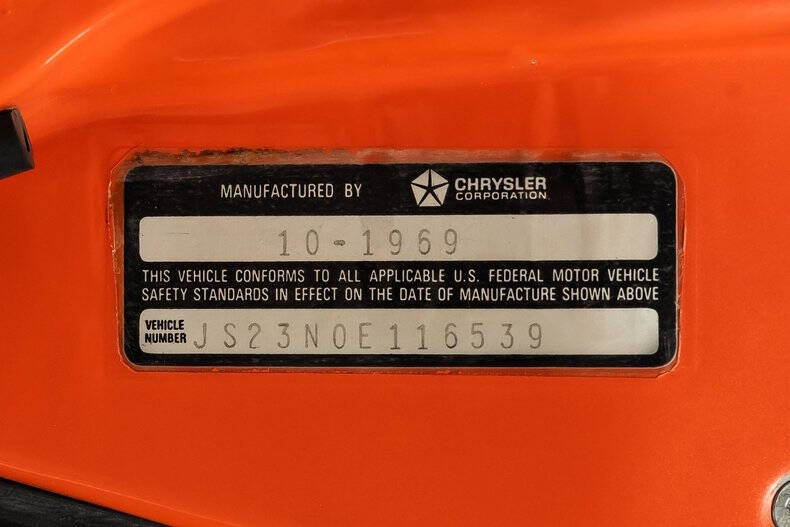 MANUFACTURED BY CHRYSLER CORPORATION
10-1969
THIS VEHICLE CONFORMS TO ALL APPLICABLE U.S. FEDERAL MOTOR VEHICLE
SAFETY STANDARDS IN EFFECT ON THE DATE OF MANUFACTURE SHOWN ABOVE
VEHICLE NUMBER JS23N0E116539